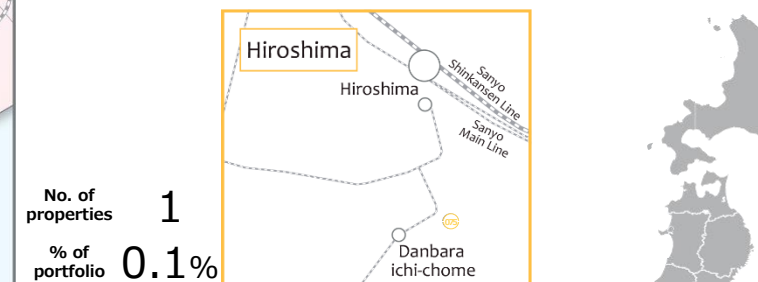 Hiroshima
Hiroshima
Sanyo
Shinkansen Line
Sanyo
Main Line
No. of
properties
1
% of
portfolio
0.1%
Danbara
ichi-chome